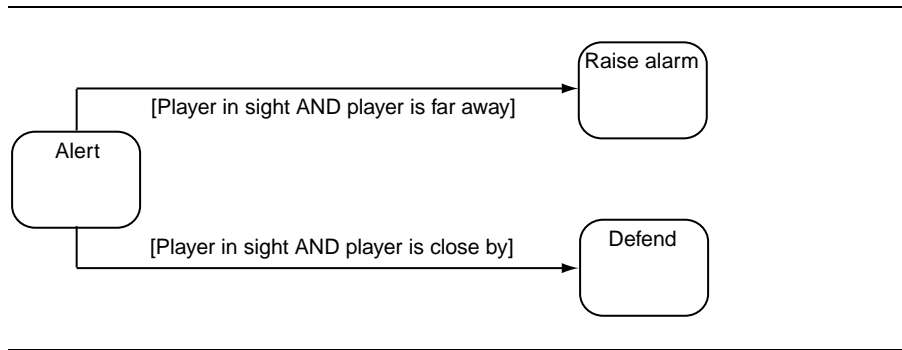 Raise alarm
[Player in sight AND player is far away]
Alert
[Player in sight AND player is close by]
Defend